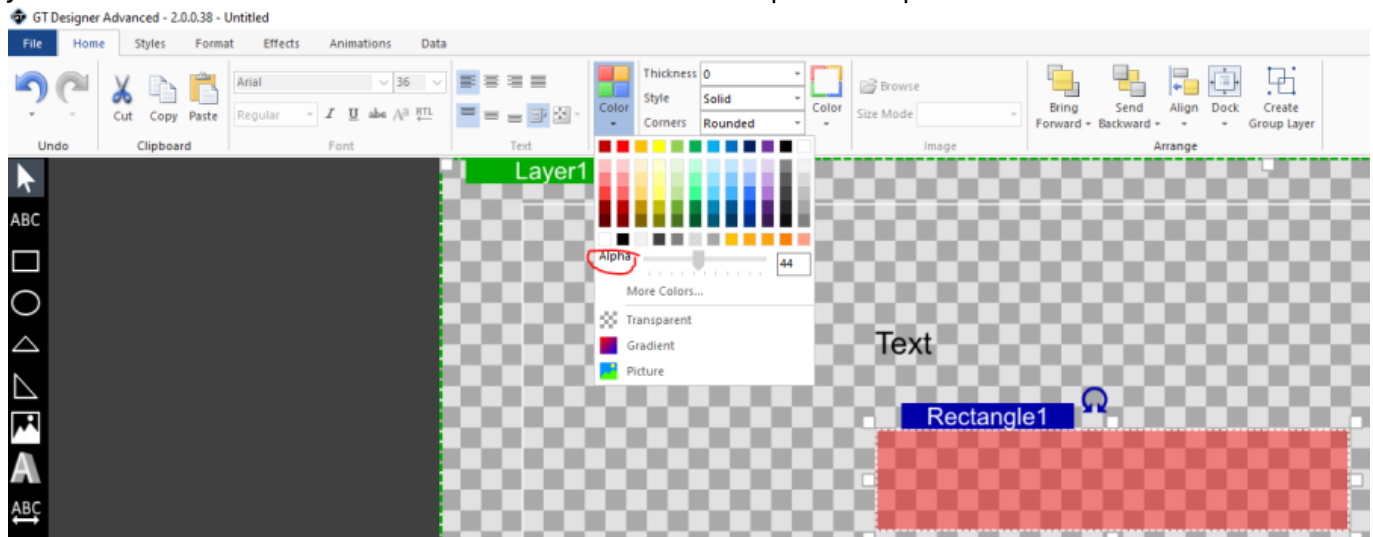 GT Designer Advanced - 2.0.0.38 - Untitled
File Home Styles Format Effects Animations Data
Arial 36
Thickness 0
Browse
Style Solid
Color
Color
Size Mode
Cut Copy Paste
Regular I U abc AB RTL
Corners Rounded
Bring Forward
Send Backward
Align Dock
Create Group Layer
Undo Clipboard Font Text Image Arrange
Layer1
ABC
Alpha 44
More Colors...
Transparent
Text
Gradient
Picture
Rectangle1
A
ABC